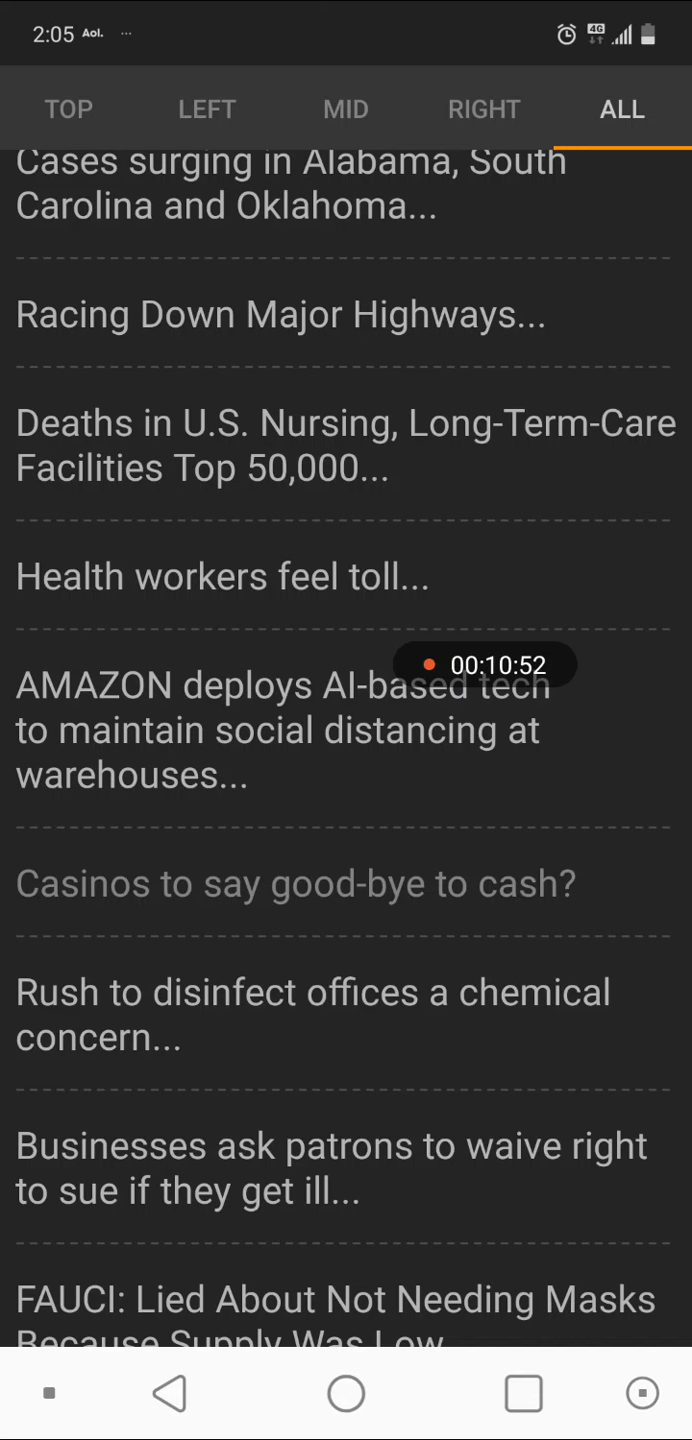 2:05 Aol. ...
4G
TOP LEFT MID RIGHT ALL
Cases surging in Alabama, South
Carolina and Oklahoma...
Racing Down Major Highways...
Deaths in U.S. Nursing, Long-Term-Care
Facilities Top 50,000...
Health workers feel toll...
00:10:52
AMAZON deploys AI-based tech
to maintain social distancing at
warehouses...
Casinos to say good-bye to cash?
Rush to disinfect offices a chemical
concern...
Businesses ask patrons to waive right
to sue if they get ill...
FAUCI: Lied About Not Needing Masks
Because Supply Was Low